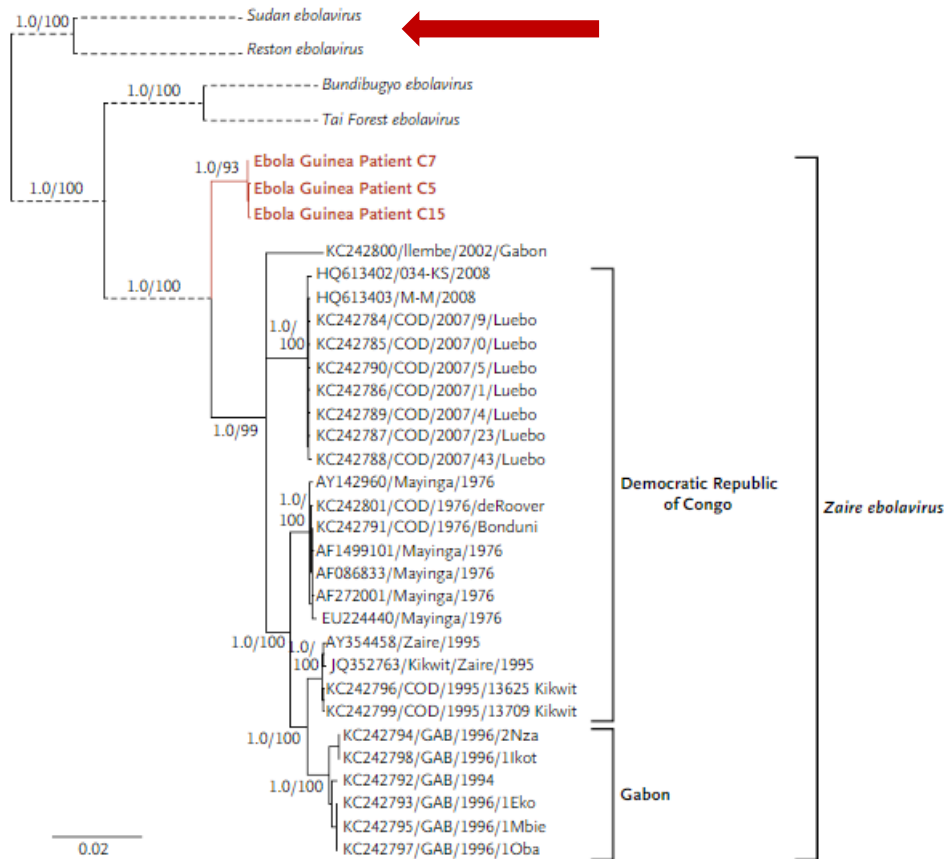 1.0/100
Sudan ebolavirus
Reston ebolavirus
1.0/100
Bundibugyo ebolavirus
Tai Forest ebolavirus
1.0/100
1.0/93
Ebola Guinea Patient C7
Ebola Guinea Patient C5
Ebola Guinea Patient C15
1.0/100
1.0/99
KC242800/Ilembe/2002/Gabon
HQ613402/034-KS/2008
HQ613403/M-M/2008
KC242784/COD/2007/9/Luebo
1.0/
100
KC242785/COD/2007/0/Luebo
KC242790/COD/2007/5/Luebo
KC242786/COD/2007/1/Luebo
KC242789/COD/2007/4/Luebo
KC242787/COD/2007/23/Luebo
KC242788/COD/2007/43/Luebo
AY142960/Mayinga/1976
1.0/
100
KC242801/COD/1976/deRoover
KC242791/COD/1976/Bonduni
AF1499101/Mayinga/1976
AF086833/Mayinga/1976
AF272001/Mayinga/1976
EU224440/Mayinga/1976
1.0/100
1.0/
100
AY354458/Zaire/1995
JQ352763/Kikwit/Zaire/1995
KC242796/COD/1995/13625 Kikwit
KC242799/COD/1995/13709 Kikwit
Democratic Republic
of Congo
Zaire ebolavirus
1.0/100
1.0/100
KC242794/GAB/1996/2Nza
KC242798/GAB/1996/1Ikot
KC242792/GAB/1994
KC242793/GAB/1996/1Eko
KC242795/GAB/1996/1Mbie
KC242797/GAB/1996/1Oba
Gabon
0.02